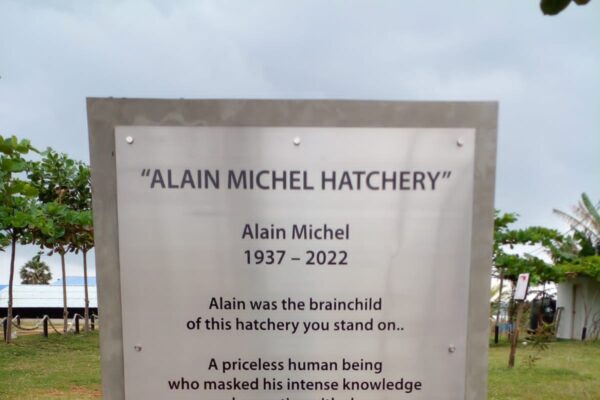 "ALAIN MICHEL HATCHERY"
Alain Michel
1937 – 2022
Alain was the brainchild
of this hatchery you stand on..
A priceless human being
who masked his intense knowledge